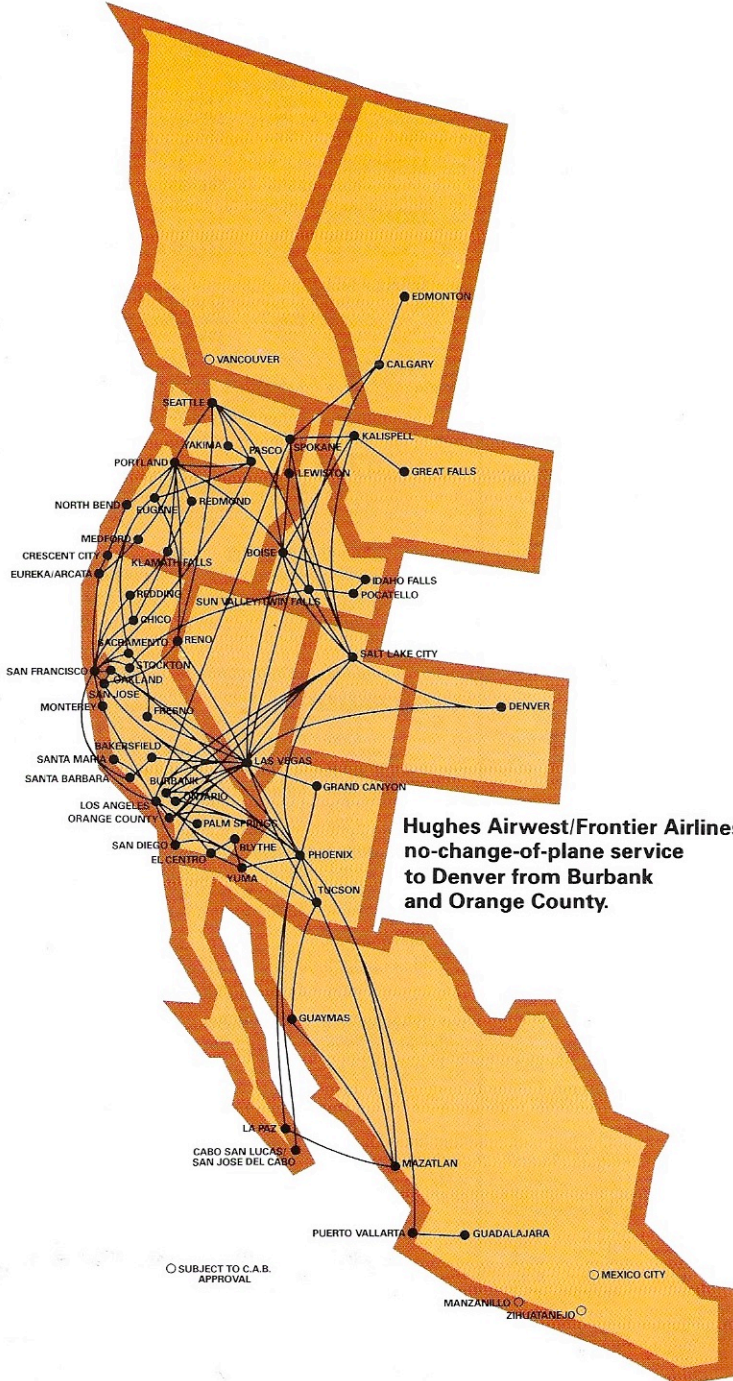 EDMONTON
VANCOUVER
CALGARY
SEATTLE
YAKIMA
PASCO
SPOKANE
KALISPELL
PORTLAND
LEWISTON
GREAT FALLS
NORTH BEND
EUGENE
REDMOND
MEDFORD
CRESCENT CITY
KLAMATH FALLS
BOISE
EUREKA/ARCATA
IDAHO FALLS
REDDING
SUN VALLEY/TWIN FALLS
POCATELLO
CHICO
SACRAMENTO
RENO
SALT LAKE CITY
SAN FRANCISCO
STOCKTON
OAKLAND
SAN JOSE
MONTEREY
FRESNO
DENVER
BAKERSFIELD
SANTA MARIA
LAS VEGAS
SANTA BARBARA
BURBANK
GRAND CANYON
ONTARIO
LOS ANGELES
ORANGE COUNTY
PALM SPRINGS
SAN DIEGO
BLYTHE
EL CENTRO
PHOENIX
YUMA
TUCSON
Hughes Airwest/Frontier Airlines
no-change-of-plane service
to Denver from Burbank
and Orange County.
GUAYMAS
LA PAZ
CABO SAN LUCAS/
SAN JOSE DEL CABO
MAZATLAN
PUERTO VALLARTA
GUADALAJARA
SUBJECT TO C.A.B.
APPROVAL
MEXICO CITY
MANZANILLO
ZIHUATANEJO